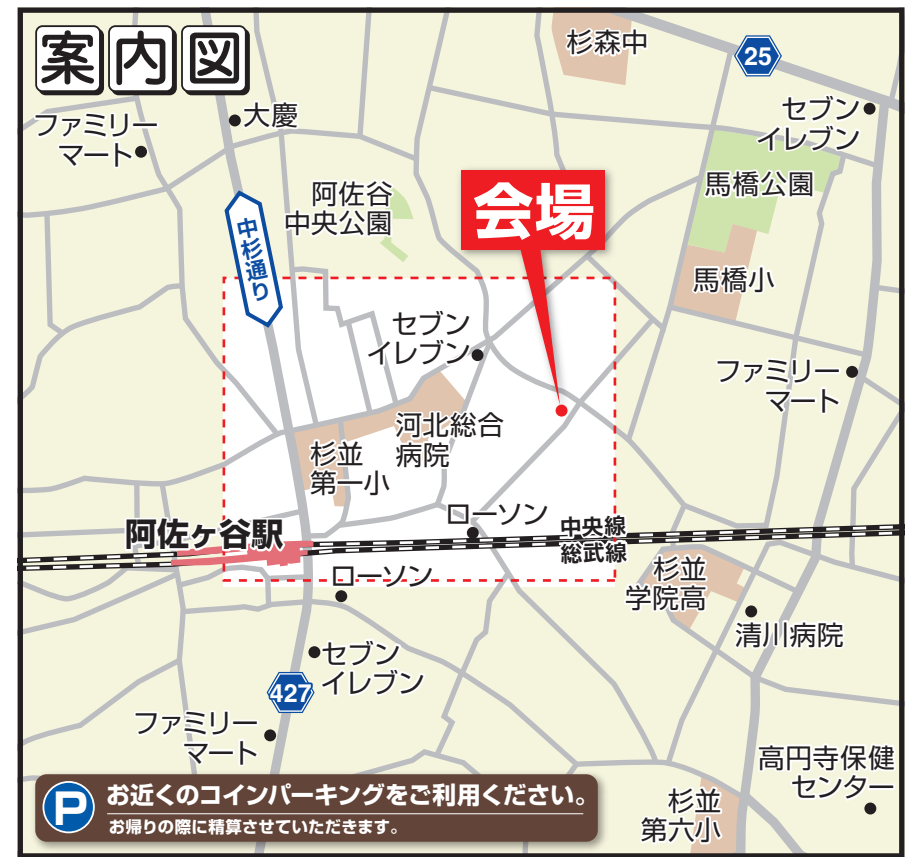 案内図
杉森中
25
セブン
イレブン
ファミリー
マート
大慶
阿佐谷
中央公園
会場
馬橋公園
中杉通り
馬橋小
セブン
イレブン
ファミリー
マート
河北総合
病院
杉並
第一小
ローソン
中央線
総武線
阿佐ヶ谷駅
ローソン
杉並
学院高
清川病院
セブン
イレブン
427
ファミリー
マート
高円寺保健
センター
杉並
第六小
P
お近くのコインパーキングをご利用ください。
お帰りの際に精算させていただきます。